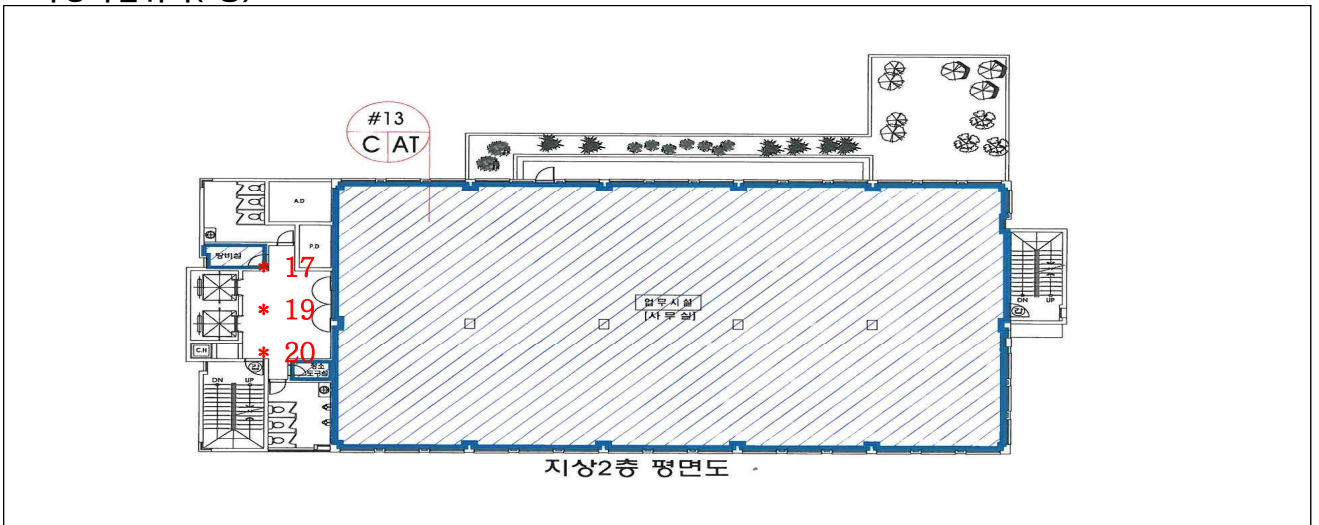 #13
C AT
A.D
P.D
탕비실
* 17
* 19
* 20
업무시설
[사무실]
DN UP
C.H
청소
도구실
DN UP
지상2층 평면도